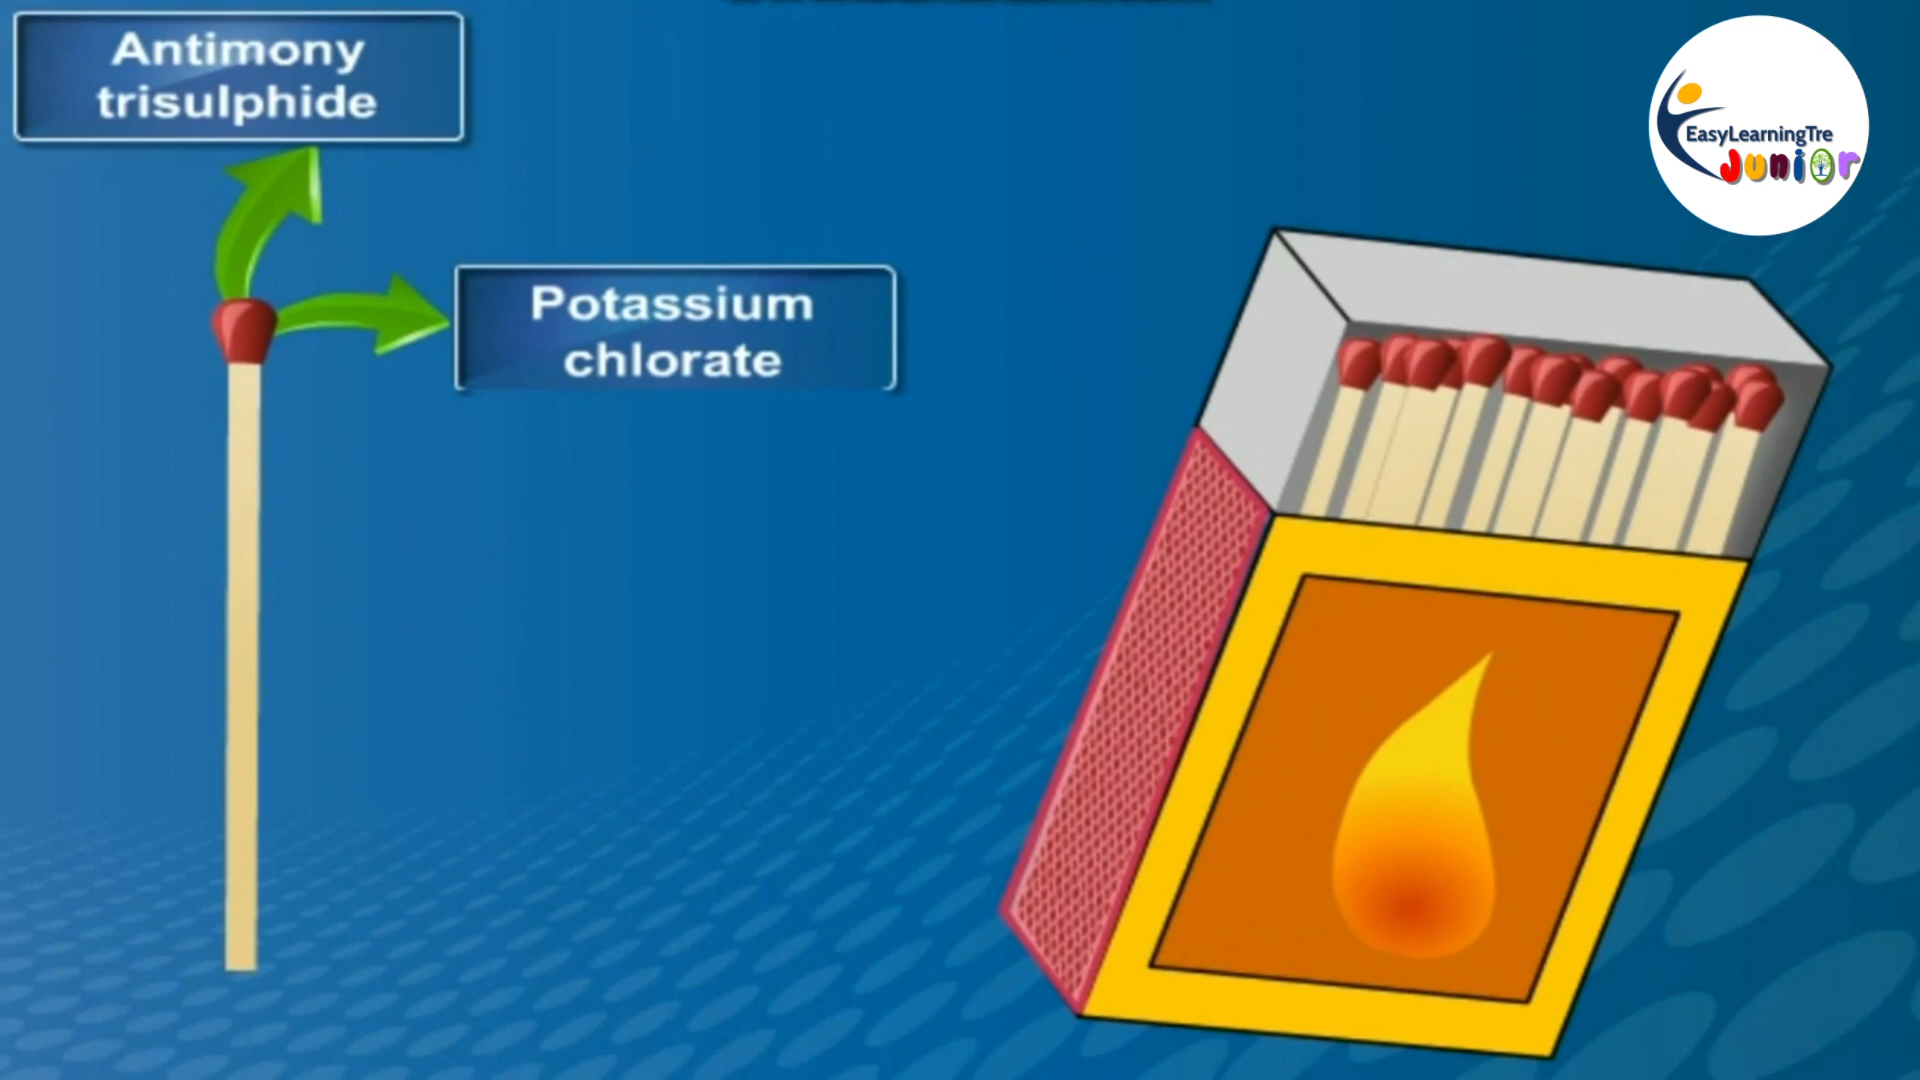 Antimony
trisulphide
Potassium
chlorate
EasyLearningTre
Junior